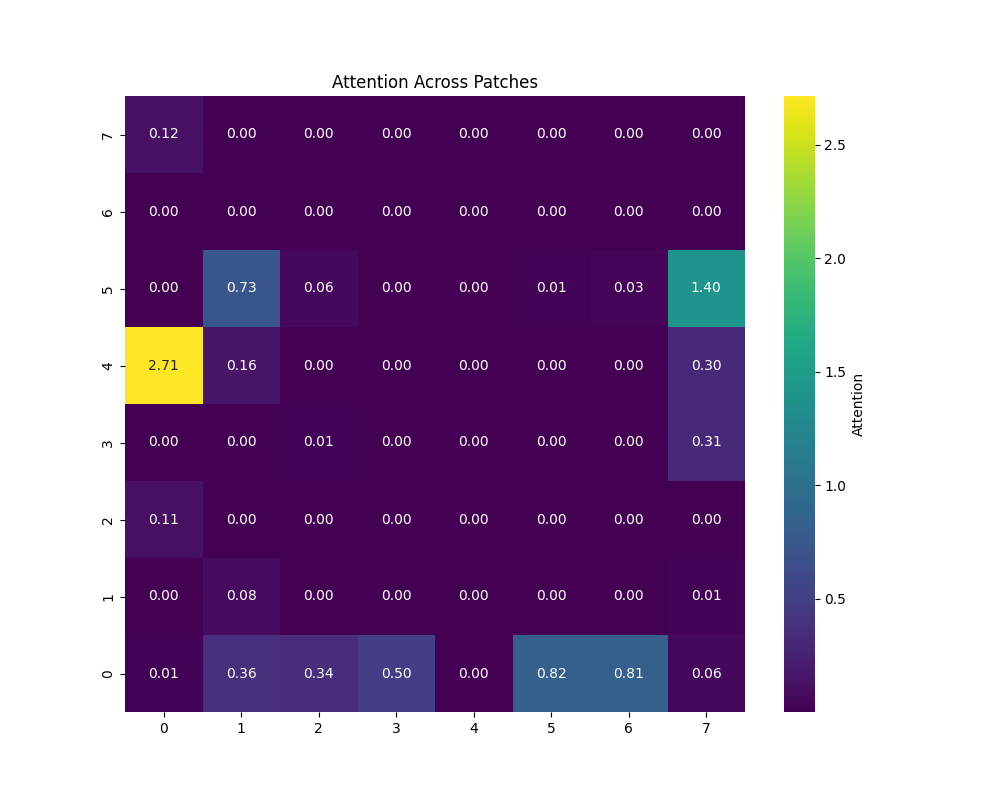 Attention Across Patches
7 0.12 0.00 0.00 0.00 0.00 0.00 0.00 0.00
6 0.00 0.00 0.00 0.00 0.00 0.00 0.00 0.00
5 0.00 0.73 0.06 0.00 0.00 0.01 0.03 1.40
4 2.71 0.16 0.00 0.00 0.00 0.00 0.00 0.30
3 0.00 0.00 0.01 0.00 0.00 0.00 0.00 0.31
2 0.11 0.00 0.00 0.00 0.00 0.00 0.00 0.00
1 0.00 0.08 0.00 0.00 0.00 0.00 0.00 0.01
0 0.01 0.36 0.34 0.50 0.00 0.82 0.81 0.06
0 1 2 3 4 5 6 7
2.5
2.0
1.5
1.0
0.5
Attention